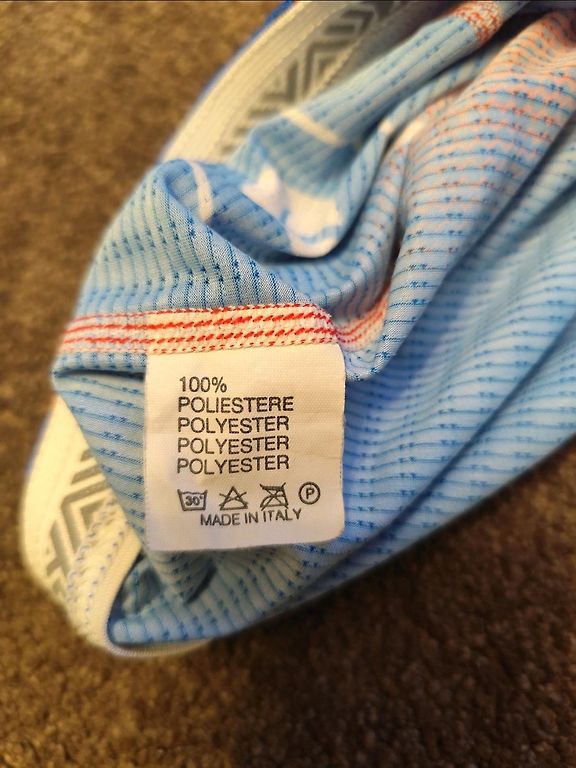 100%
POLIESTERE
POLYESTER
POLYESTER
POLYESTER
30°
P
MADE IN ITALY